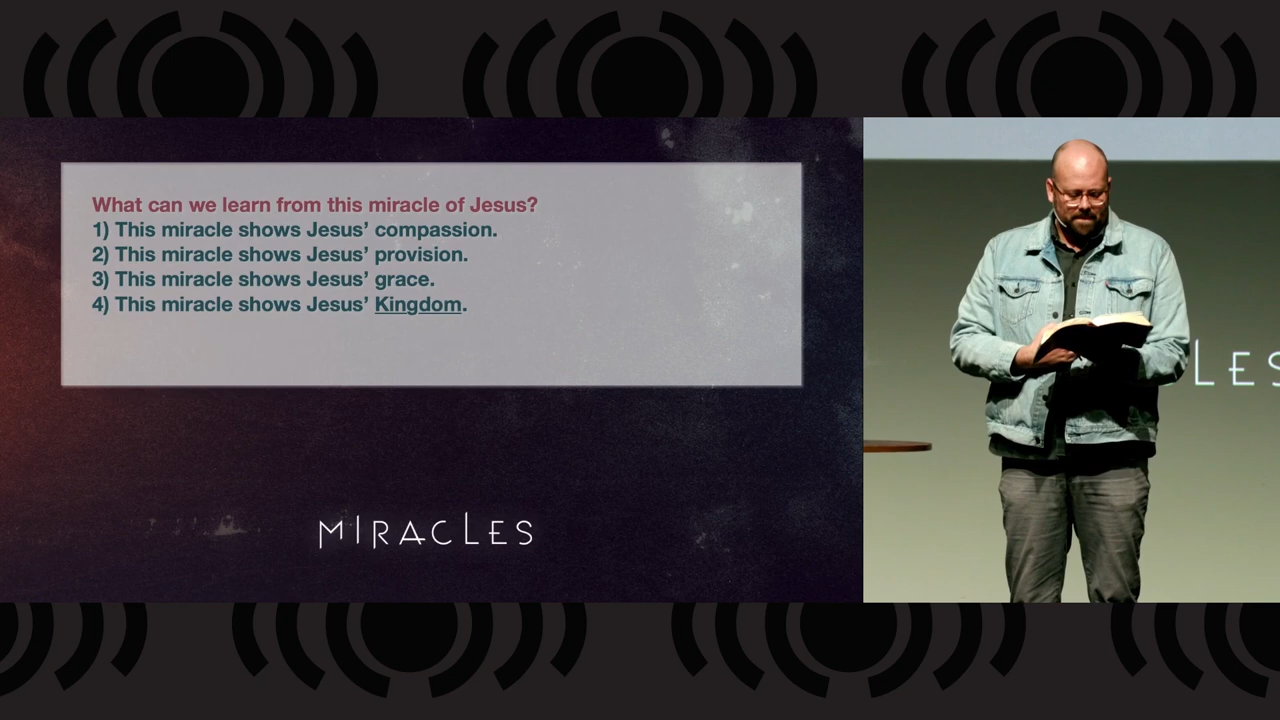 What can we learn from this miracle of Jesus?
1) This miracle shows Jesus’ compassion.
2) This miracle shows Jesus’ provision.
3) This miracle shows Jesus’ grace.
4) This miracle shows Jesus’ Kingdom.
MIRACLES
LES